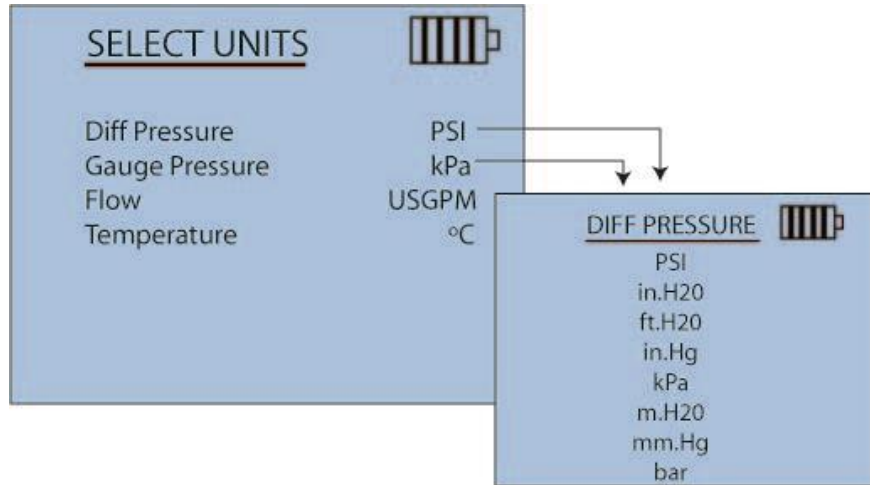 SELECT UNITS
Diff Pressure PSI
Gauge Pressure kPa
Flow USGPM
Temperature °C
DIFF PRESSURE
PSI
in.H20
ft.H20
in.Hg
kPa
m.H20
mm.Hg
bar